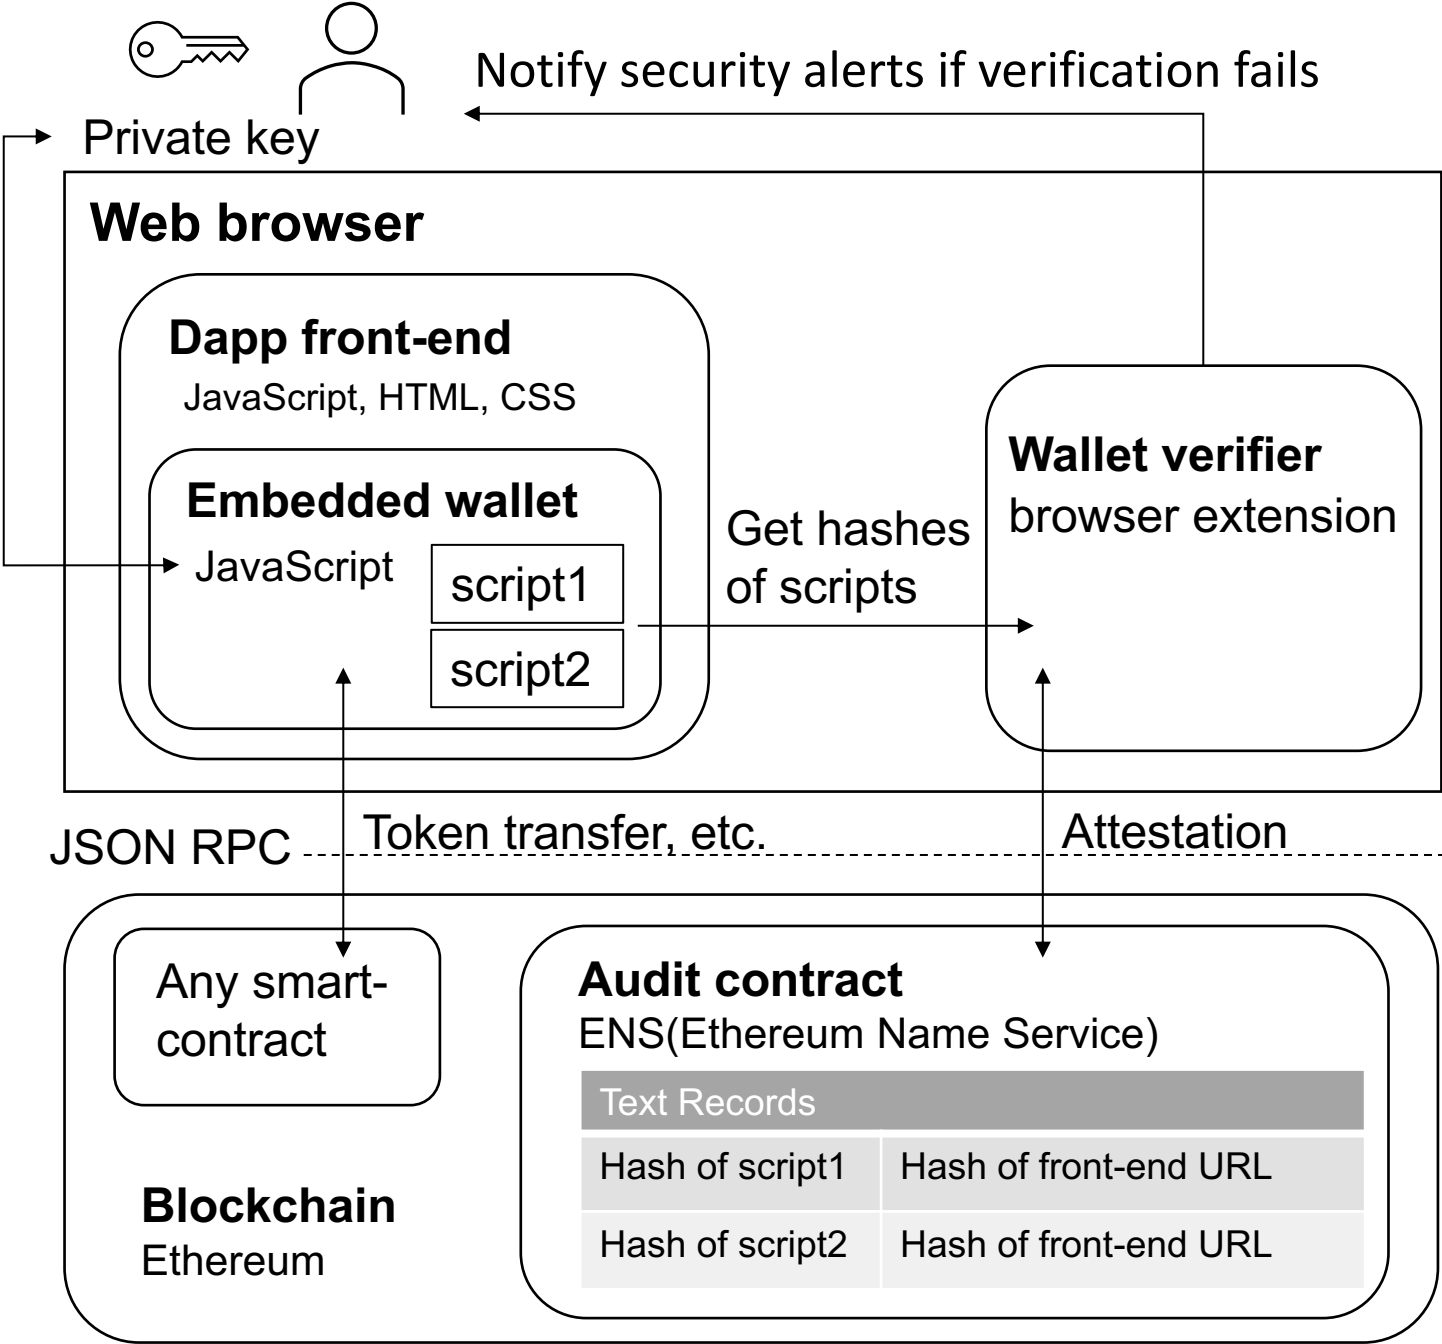 Notify security alerts if verification fails
Private key
Web browser
Dapp front-end
JavaScript, HTML, CSS
Embedded wallet
JavaScript
script1
script2
Get hashes
of scripts
Wallet verifier
browser extension
JSON RPC
Token transfer, etc.
Attestation
Any smart-
contract
Blockchain
Ethereum
Audit contract
ENS(Ethereum Name Service)
Text Records
Hash of script1
Hash of front-end URL
Hash of script2
Hash of front-end URL